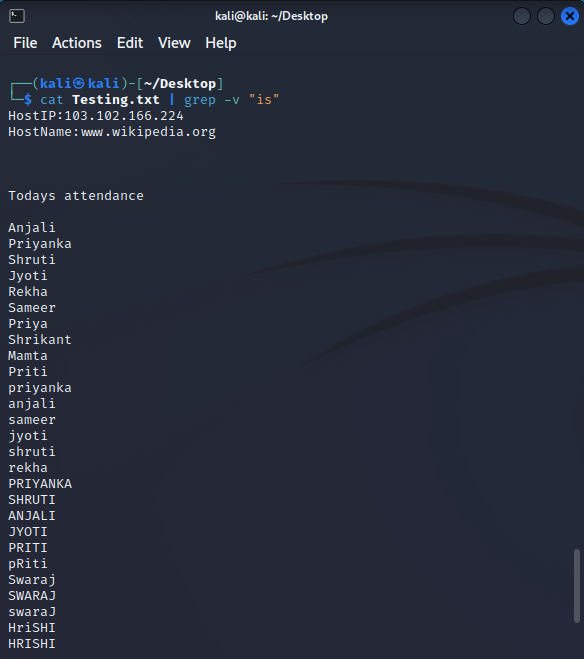 kali@kali: ~/Desktop
File Actions Edit View Help
┌──(kali㉿kali)-[~/Desktop]
└─$ cat Testing.txt | grep -v "is"
HostIP:103.102.166.224
HostName:www.wikipedia.org
Todays attendance
Anjali
Priyanka
Shruti
Jyoti
Rekha
Sameer
Priya
Shrikant
Mamta
Priti
priyanka
anjali
sameer
jyoti
shruti
rekha
PRIYANKA
SHRUTI
ANJALI
JYOTI
PRITI
pRiti
Swaraj
SWARAJ
swaraJ
HriSHI
HRISHI